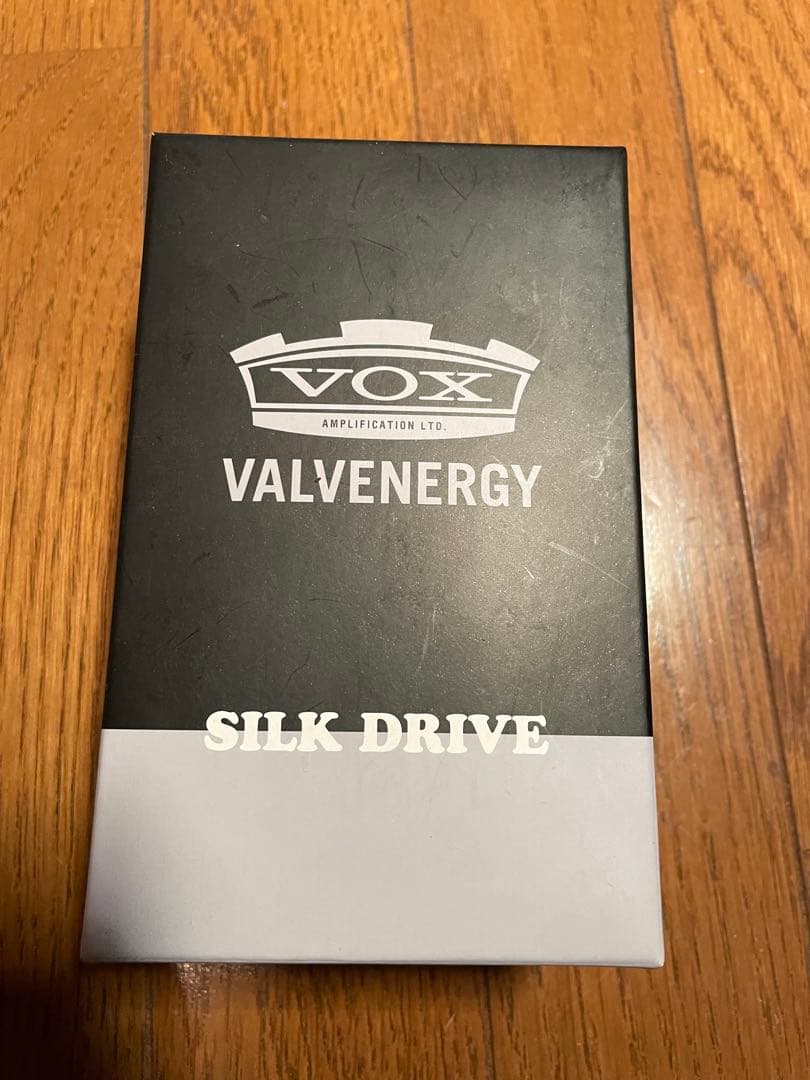 VOX
AMPLIFICATION LTD.
VALVENERGY
SILK DRIVE